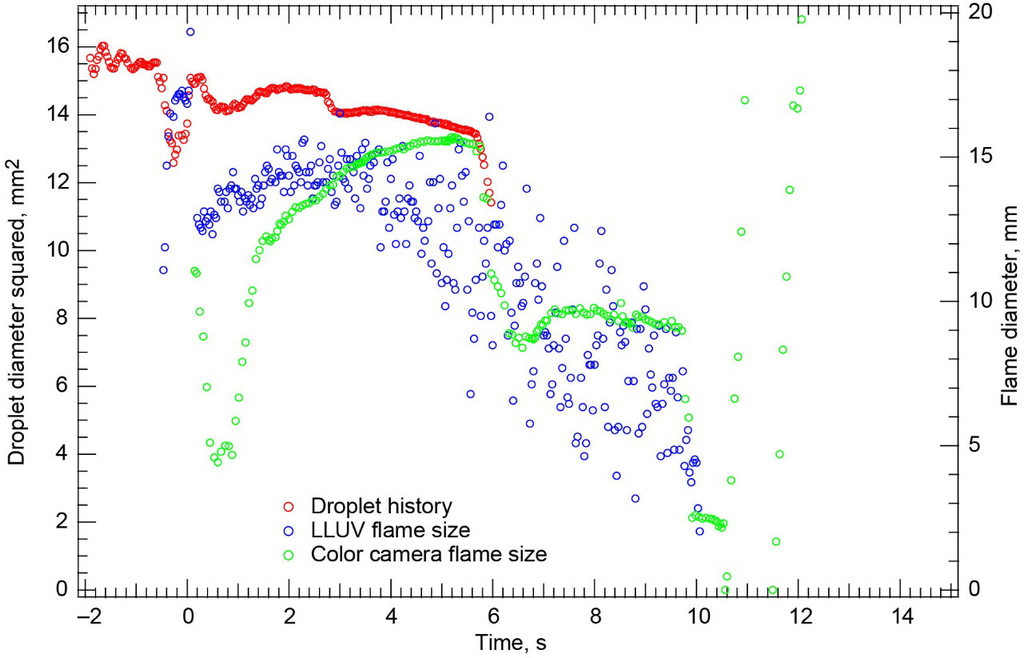 16
14
12
10
8
6
4
2
0
Droplet diameter squared, mm2
20
15
10
5
0
Flame diameter, mm
Droplet history
LLUV flame size
Color camera flame size
−2 0 2 4 6 8 10 12 14
Time, s